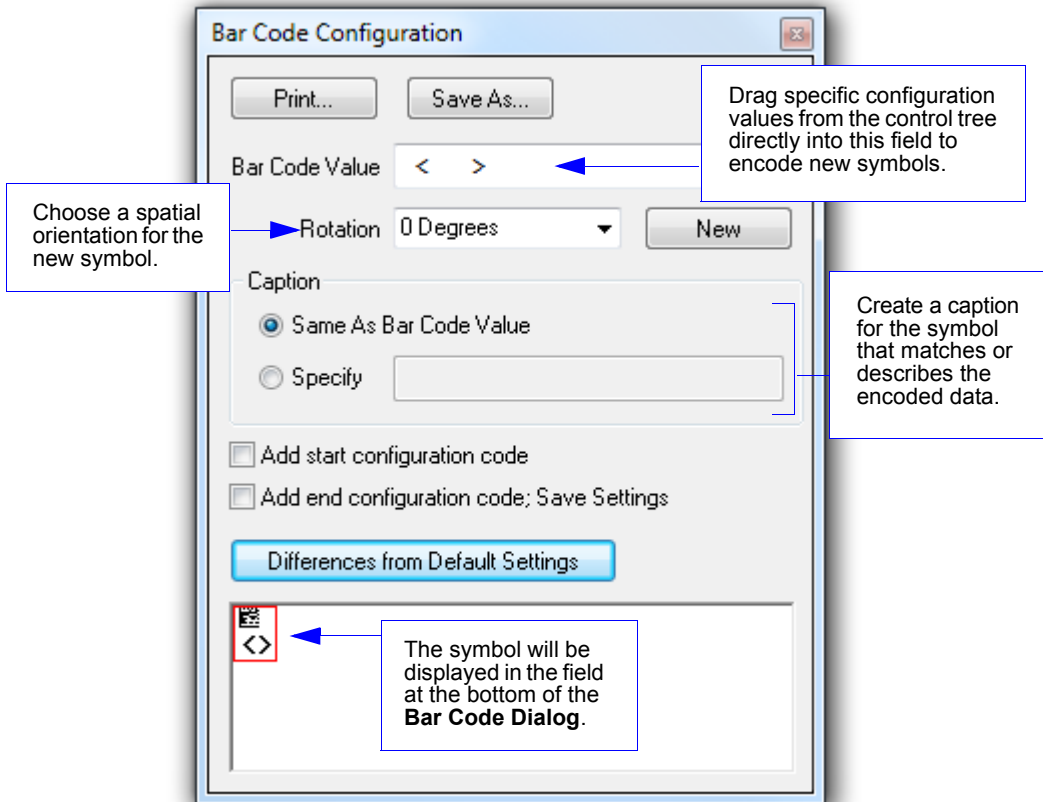 Bar Code Configuration
Print...
Save As...
Drag specific configuration
values from the control tree
directly into this field to
encode new symbols.
Bar Code Value
< >
Choose a spatial
orientation for the
new symbol.
Rotation
0 Degrees
New
Caption
Same As Bar Code Value
Specify
Create a caption
for the symbol
that matches or
describes the
encoded data.
Add start configuration code
Add end configuration code; Save Settings
Differences from Default Settings
<>
The symbol will be
displayed in the field
at the bottom of the
Bar Code Dialog.